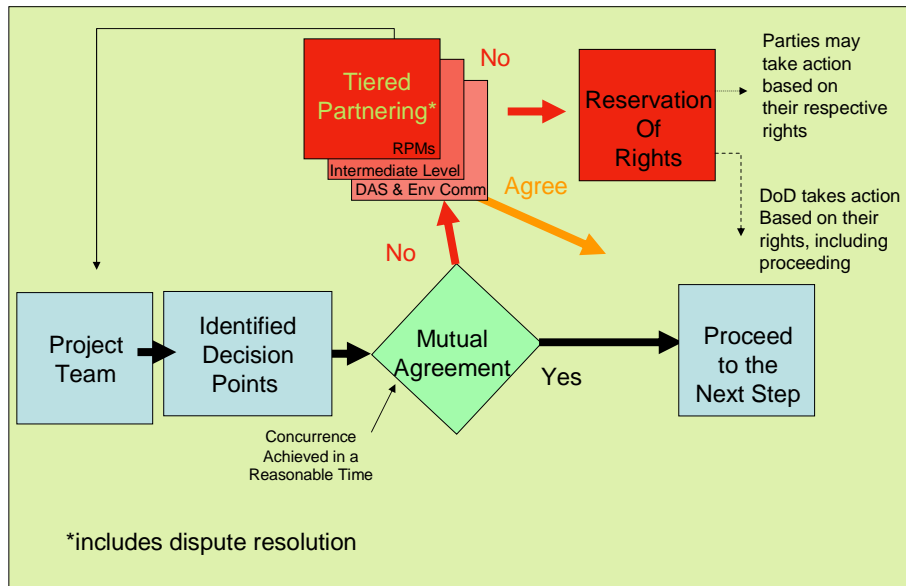 Tiered
Partnering*
RPMs
Intermediate Level
DAS & Env Comm
No
Reservation
Of
Rights
Parties may
take action
based on
their respective
rights
DoD takes action
Based on their
rights, including
proceeding
Agree
No
Project
Team
Identified
Decision
Points
Mutual
Agreement
Yes
Proceed
to the
Next Step
Concurrence
Achieved in a
Reasonable Time
*includes dispute resolution